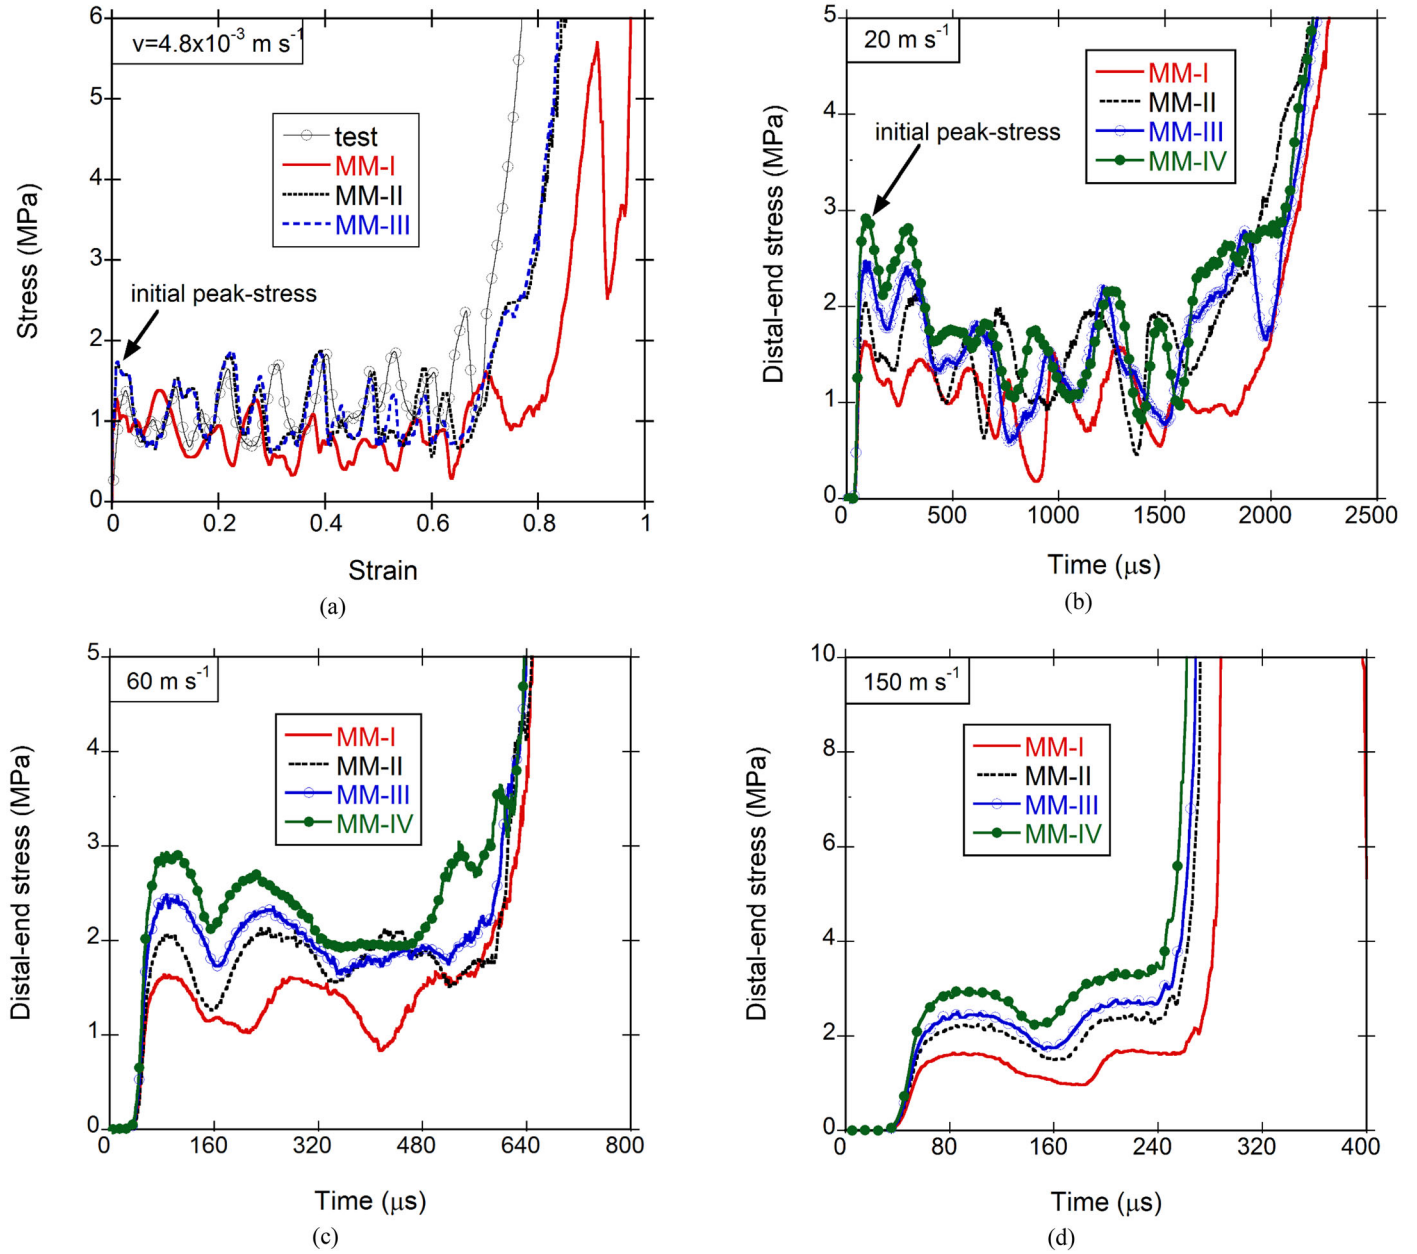 v=4.8x10⁻³ m s⁻¹
test
MM-I
MM-II
MM-III
initial peak-stress
Stress (MPa)
6
5
4
3
2
1
0
0 0.2 0.4 0.6 0.8 1
Strain
(a)
20 m s⁻¹
MM-I
MM-II
MM-III
MM-IV
initial peak-stress
Distal-end stress (MPa)
5
4
3
2
1
0
0 500 1000 1500 2000 2500
Time (μs)
(b)
60 m s⁻¹
MM-I
MM-II
MM-III
MM-IV
Distal-end stress (MPa)
5
4
3
2
1
0
0 160 320 480 640 800
Time (μs)
(c)
150 m s⁻¹
MM-I
MM-II
MM-III
MM-IV
Distal-end stress (MPa)
10
8
6
4
2
0
0 80 160 240 320 400
Time (μs)
(d)